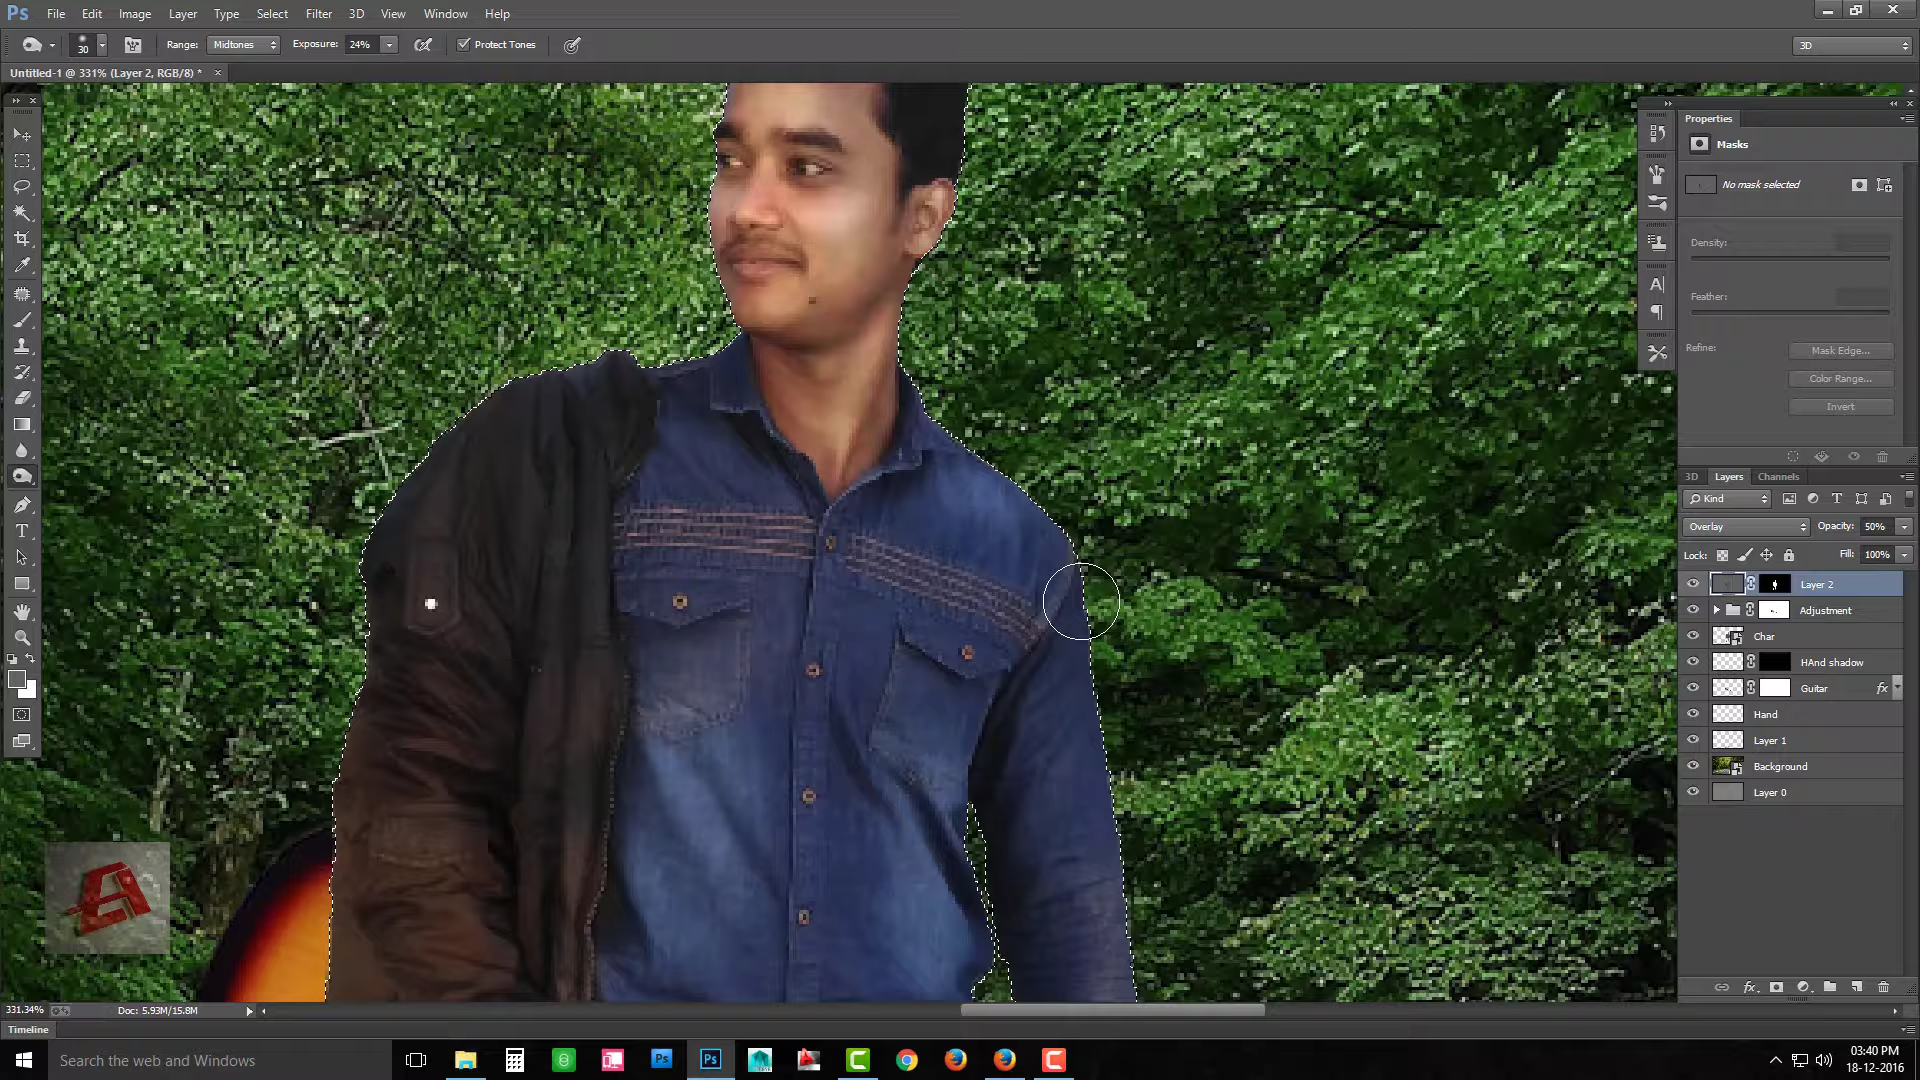 Ps File Edit Image Layer Type Select Filter 3D View Window Help
30 Range: Midtones Exposure: 24% Protect Tones 3D
Untitled-1 @ 331% (Layer 2, RGB/8) *
Properties
Masks
No mask selected
Density:
Feather:
Refine: Mask Edge...
Color Range...
Invert
3D Layers Channels
Kind
Overlay Opacity: 50%
Lock: Fill: 100%
Layer 2
Adjustment
Char
HAnd shadow
Guitar fx
Hand
Layer 1
Background
Layer 0
331.34% Doc: 5.93M/15.8M
Timeline
Search the web and Windows
03:40 PM
18-12-2016